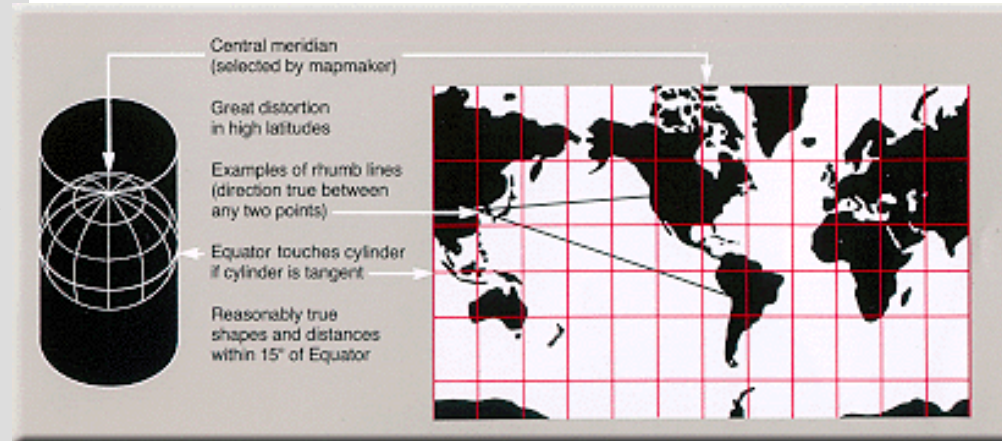 Central meridian
(selected by mapmaker)
Great distortion
in high latitudes
Examples of rhumb lines
(direction true between
any two points)
Equator touches cylinder
if cylinder is tangent
Reasonably true
shapes and distances
within 15° of Equator